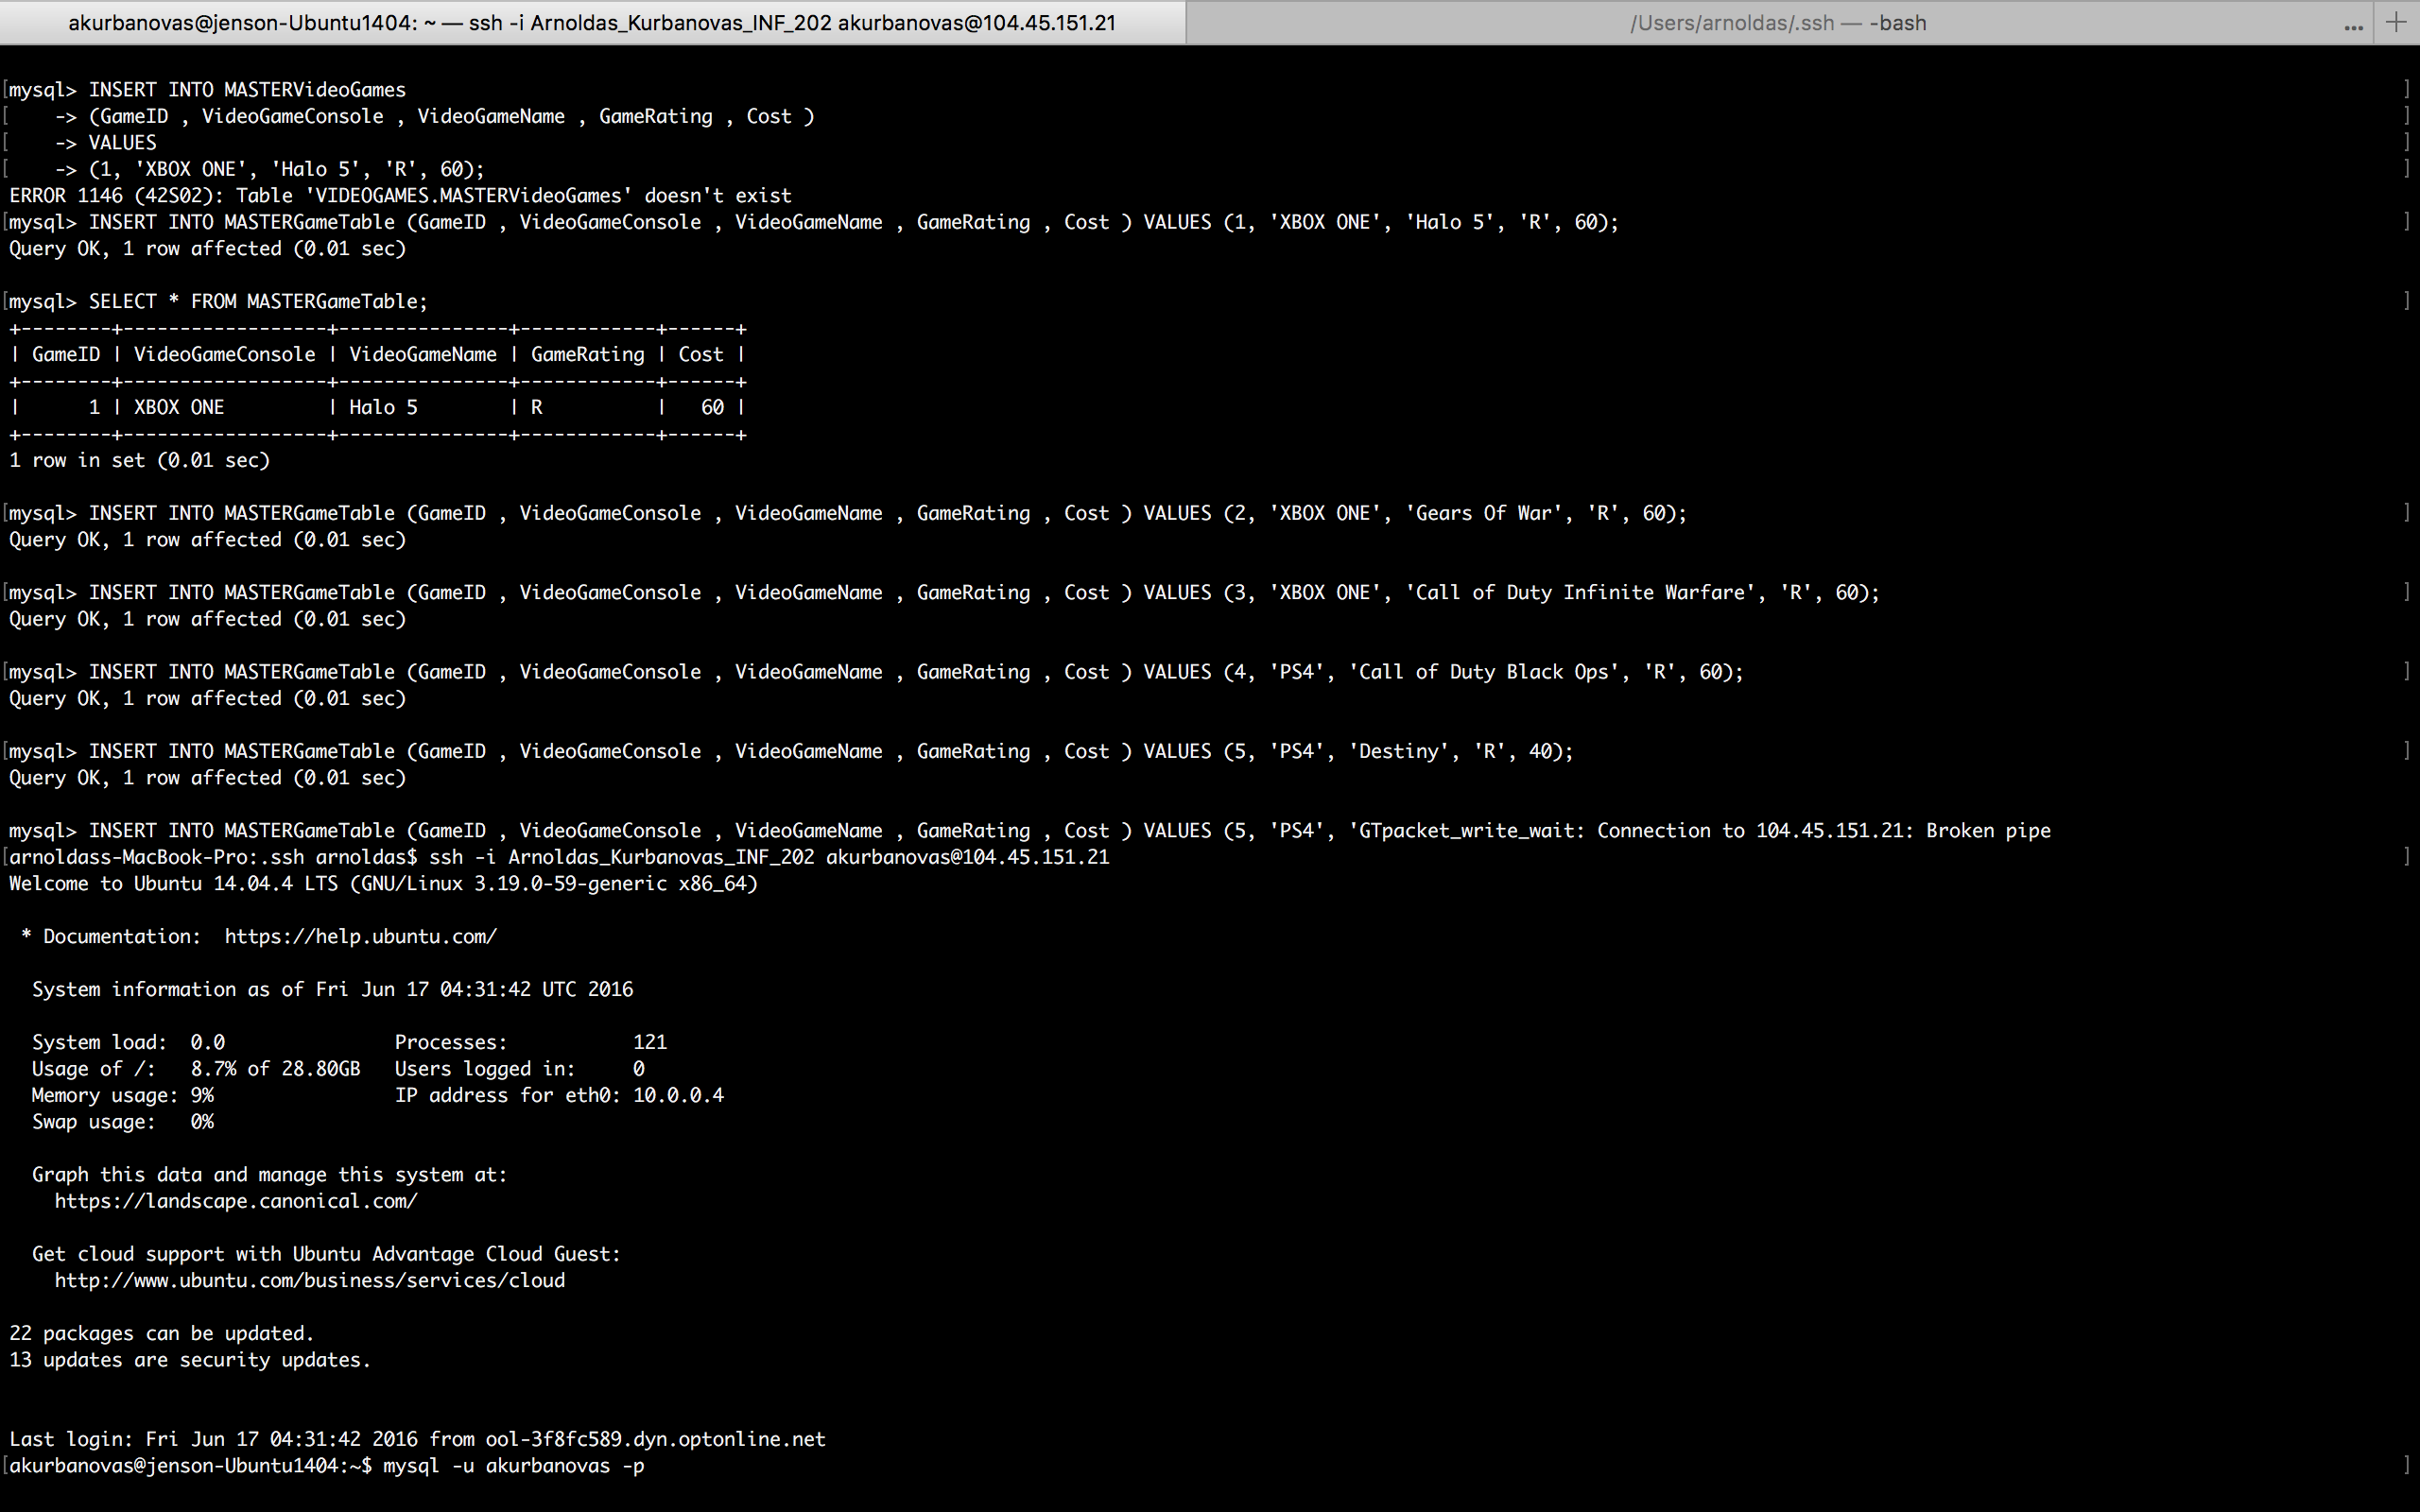 akurbanovas@jenson-Ubuntu1404: ~ — ssh -i Arnoldas_Kurbanovas_INF_202 akurbanovas@104.45.151.21
/Users/arnoldas/.ssh — -bash ... +
[mysql> INSERT INTO MASTERVideoGames ]
[    -> (GameID , VideoGameConsole , VideoGameName , GameRating , Cost ) ]
[    -> VALUES ]
[    -> (1, 'XBOX ONE', 'Halo 5', 'R', 60); ]
ERROR 1146 (42S02): Table 'VIDEOGAMES.MASTERVideoGames' doesn't exist
[mysql> INSERT INTO MASTERGameTable (GameID , VideoGameConsole , VideoGameName , GameRating , Cost ) VALUES (1, 'XBOX ONE', 'Halo 5', 'R', 60); ]
Query OK, 1 row affected (0.01 sec)
[mysql> SELECT * FROM MASTERGameTable; ]
+--------+------------------+---------------+------------+------+
| GameID | VideoGameConsole | VideoGameName | GameRating | Cost |
+--------+------------------+---------------+------------+------+
|      1 | XBOX ONE         | Halo 5        | R          |   60 |
+--------+------------------+---------------+------------+------+
1 row in set (0.01 sec)
[mysql> INSERT INTO MASTERGameTable (GameID , VideoGameConsole , VideoGameName , GameRating , Cost ) VALUES (2, 'XBOX ONE', 'Gears Of War', 'R', 60); ]
Query OK, 1 row affected (0.01 sec)
[mysql> INSERT INTO MASTERGameTable (GameID , VideoGameConsole , VideoGameName , GameRating , Cost ) VALUES (3, 'XBOX ONE', 'Call of Duty Infinite Warfare', 'R', 60); ]
Query OK, 1 row affected (0.01 sec)
[mysql> INSERT INTO MASTERGameTable (GameID , VideoGameConsole , VideoGameName , GameRating , Cost ) VALUES (4, 'PS4', 'Call of Duty Black Ops', 'R', 60); ]
Query OK, 1 row affected (0.01 sec)
[mysql> INSERT INTO MASTERGameTable (GameID , VideoGameConsole , VideoGameName , GameRating , Cost ) VALUES (5, 'PS4', 'Destiny', 'R', 40); ]
Query OK, 1 row affected (0.01 sec)
mysql> INSERT INTO MASTERGameTable (GameID , VideoGameConsole , VideoGameName , GameRating , Cost ) VALUES (5, 'PS4', 'GTpacket_write_wait: Connection to 104.45.151.21: Broken pipe
[arnoldass-MacBook-Pro:.ssh arnoldas$ ssh -i Arnoldas_Kurbanovas_INF_202 akurbanovas@104.45.151.21 ]
Welcome to Ubuntu 14.04.4 LTS (GNU/Linux 3.19.0-59-generic x86_64)
* Documentation:  https://help.ubuntu.com/
System information as of Fri Jun 17 04:31:42 UTC 2016
System load:  0.0               Processes:           121
Usage of /:   8.7% of 28.80GB   Users logged in:     0
Memory usage: 9%                IP address for eth0: 10.0.0.4
Swap usage:   0%
Graph this data and manage this system at:
https://landscape.canonical.com/
Get cloud support with Ubuntu Advantage Cloud Guest:
http://www.ubuntu.com/business/services/cloud
22 packages can be updated.
13 updates are security updates.
Last login: Fri Jun 17 04:31:42 2016 from ool-3f8fc589.dyn.optonline.net
[akurbanovas@jenson-Ubuntu1404:~$ mysql -u akurbanovas -p ]